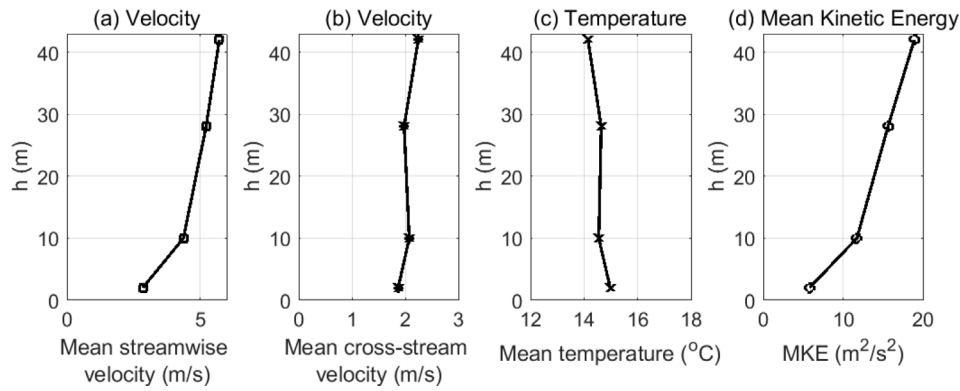 (a) Velocity
(b) Velocity
(c) Temperature
(d) Mean Kinetic Energy
40
30
20
10
0
h (m)
0
5
Mean streamwise
velocity (m/s)
40
30
20
10
0
h (m)
0
1
2
3
Mean cross-stream
velocity (m/s)
40
30
20
10
0
h (m)
12
14
16
18
Mean temperature (°C)
40
30
20
10
0
h (m)
0
10
20
MKE (m²/s²)